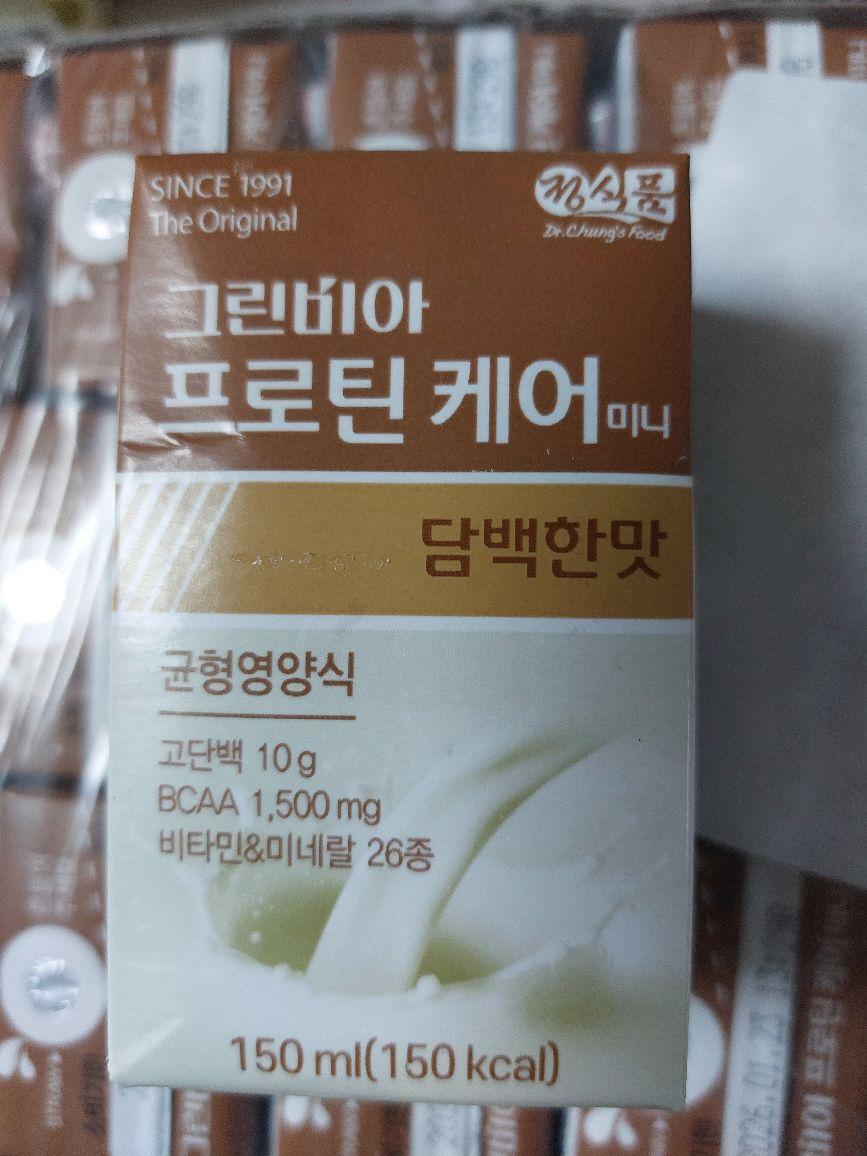 SINCE 1991
The Original
정식품
Dr.Chung's Food
그린비아
프로틴 케어 미니
담백한맛
균형영양식
고단백 10g
BCAA 1,500 mg
비타민&미네랄 26종
150 ml(150 kcal)